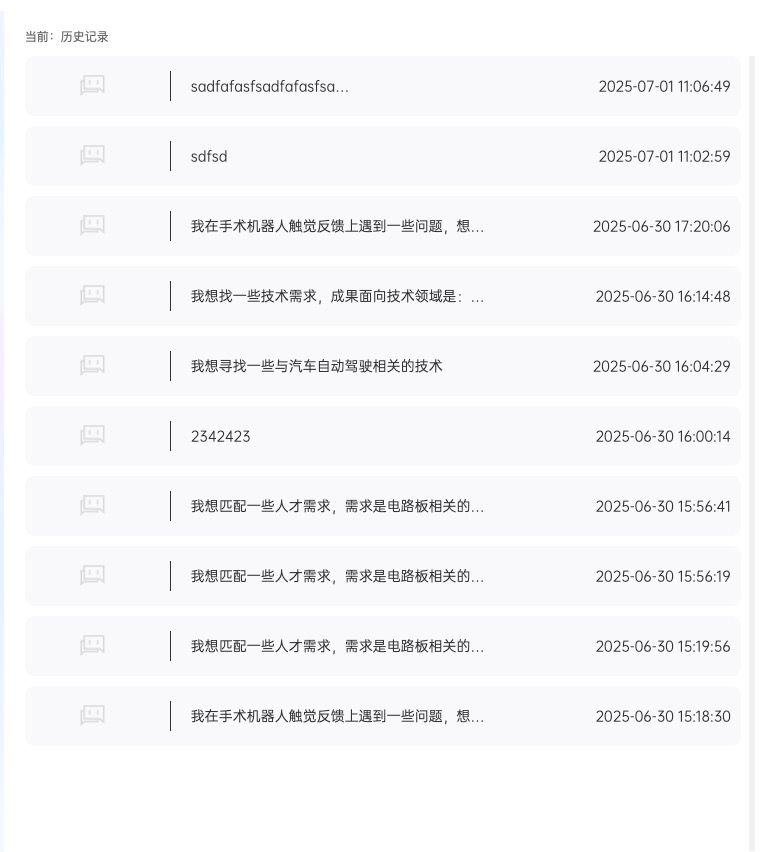 当前：历史记录
sadfafasfsadfafasfsa... 2025-07-01 11:06:49
sdfsd 2025-07-01 11:02:59
我在手术机器人触觉反馈上遇到一些问题，想... 2025-06-30 17:20:06
我想找一些技术需求，成果面向技术领域是：... 2025-06-30 16:14:48
我想寻找一些与汽车自动驾驶相关的技术 2025-06-30 16:04:29
2342423 2025-06-30 16:00:14
我想匹配一些人才需求，需求是电路板相关的... 2025-06-30 15:56:41
我想匹配一些人才需求，需求是电路板相关的... 2025-06-30 15:56:19
我想匹配一些人才需求，需求是电路板相关的... 2025-06-30 15:19:56
我在手术机器人触觉反馈上遇到一些问题，想... 2025-06-30 15:18:30